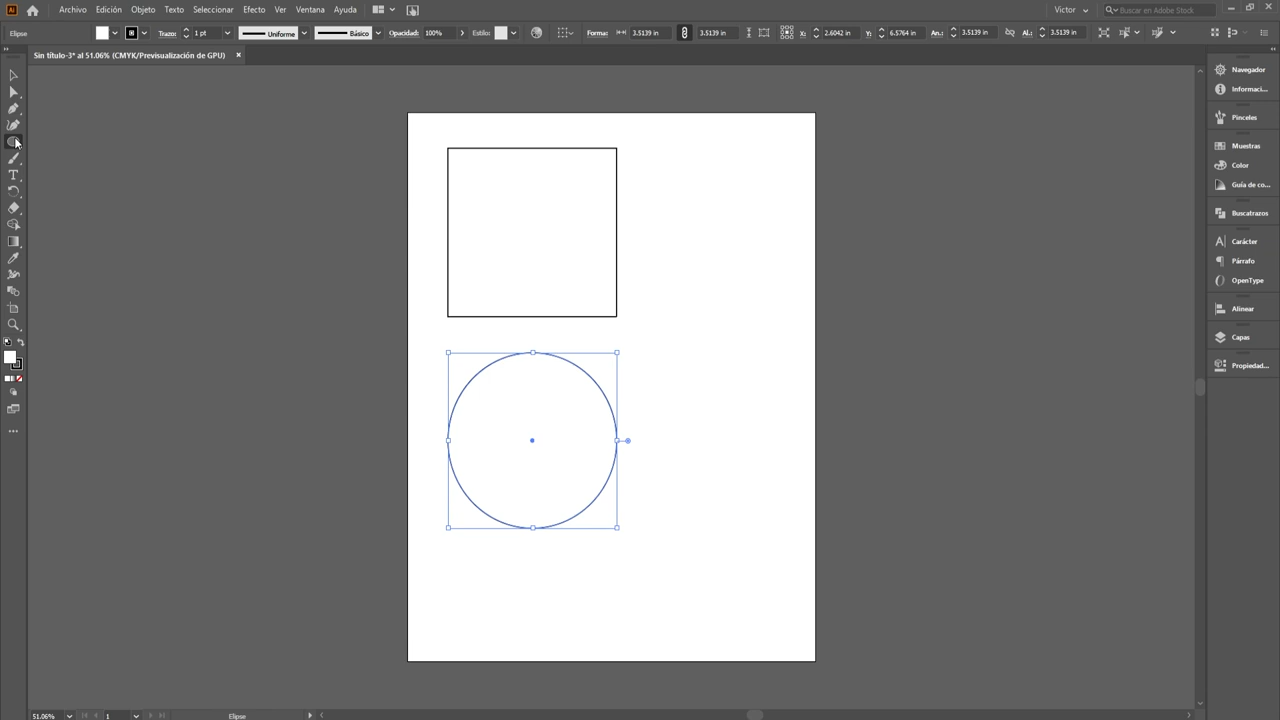 Ai Archivo Edición Objeto Texto Seleccionar Efecto Ver Ventana Ayuda Víctor Buscar en Adobe Stock
Elipse Trazo: 1 pt Uniforme Básico Opacidad: 100% Estilo: Forma: 3.5139 in 3.5139 in X: 2.6042 in Y: 6.5764 in An.: 3.5139 in Al.: 3.5139 in
Sin título-3* al 51.06% (CMYK/Previsualización de GPU) ×
Navegador
Informaci...
Pinceles
Muestras
Color
Guía de co...
Buscatrazos
Carácter
Párrafo
OpenType
Alinear
Capas
Propiedad...
51.06% 1 Elipse